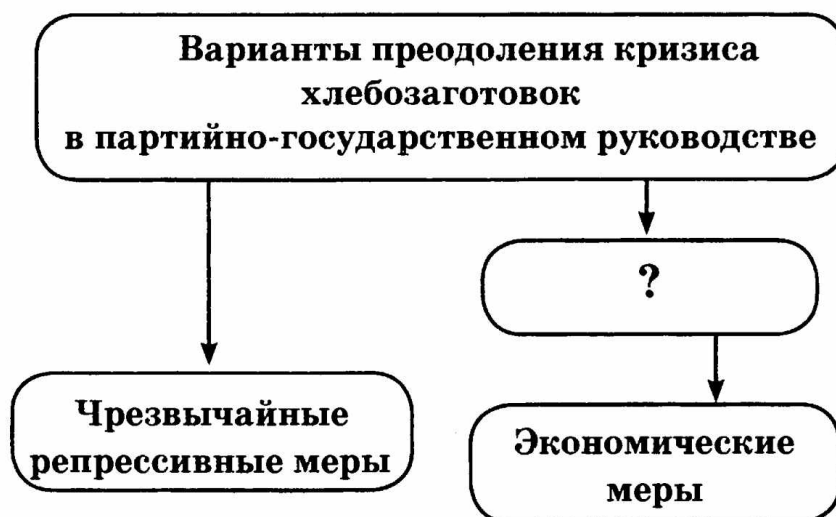 Варианты преодоления кризиса
хлебозаготовок
в партийно-государственном руководстве
?
Чрезвычайные
репрессивные меры
Экономические
меры